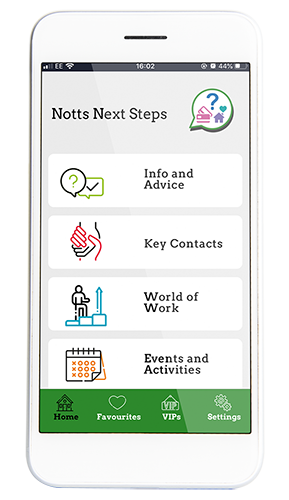 EE 16:02 44%
Notts Next Steps
?
Info and
Advice
?
Key Contacts
World of
Work
Events and
Activities
VIP
Home Favourites VIPs Settings